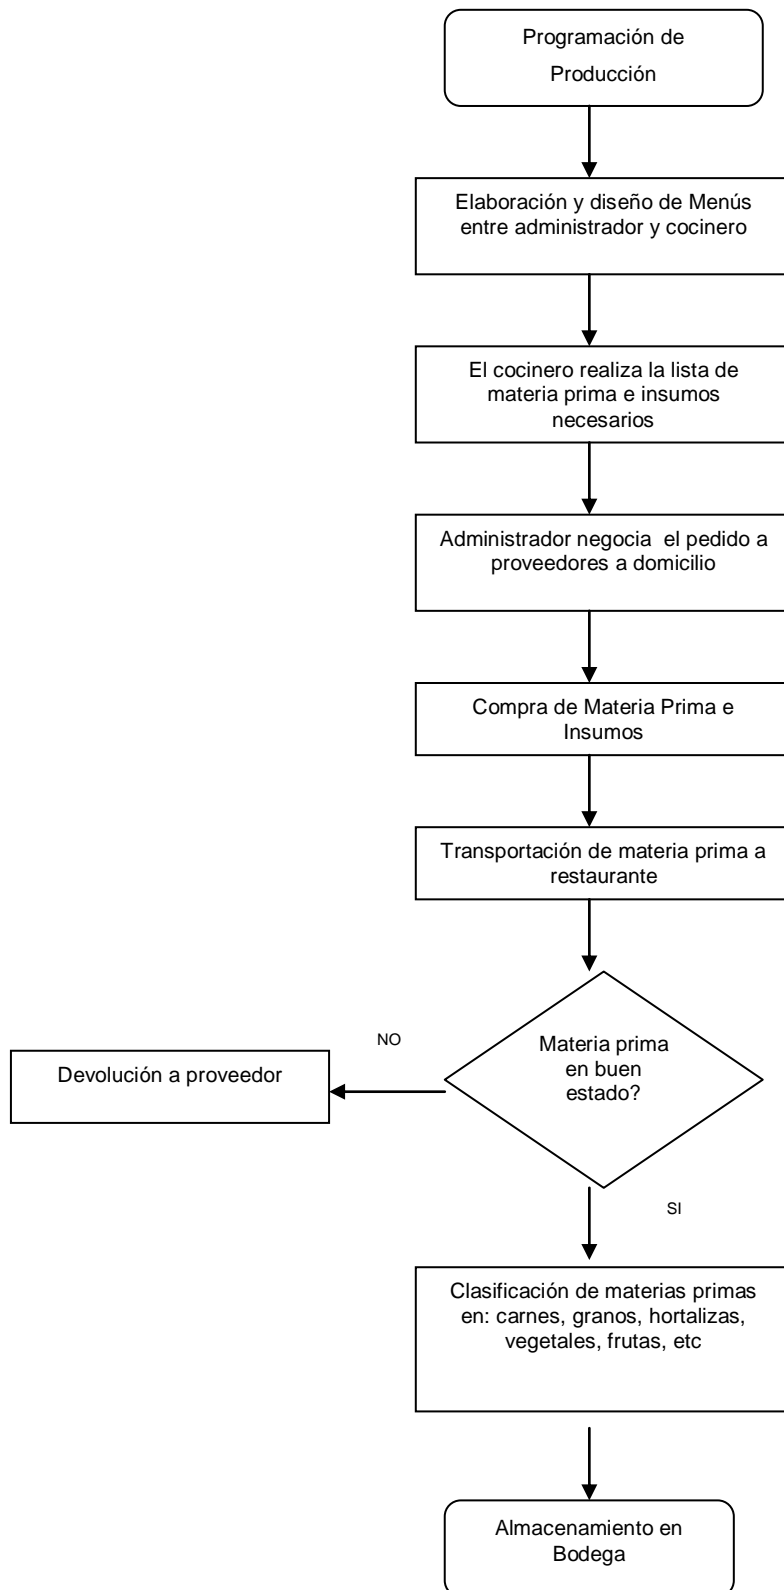 Programación de
Producción
Elaboración y diseño de Menús
entre administrador y cocinero
El cocinero realiza la lista de
materia prima e insumos
necesarios
Administrador negocia  el pedido a
proveedores a domicilio
Compra de Materia Prima e
Insumos
Transportación de materia prima a
restaurante
Materia prima
en buen
estado?
NO
Devolución a proveedor
SI
Clasificación de materias primas
en: carnes, granos, hortalizas,
vegetales, frutas, etc
Almacenamiento en
Bodega